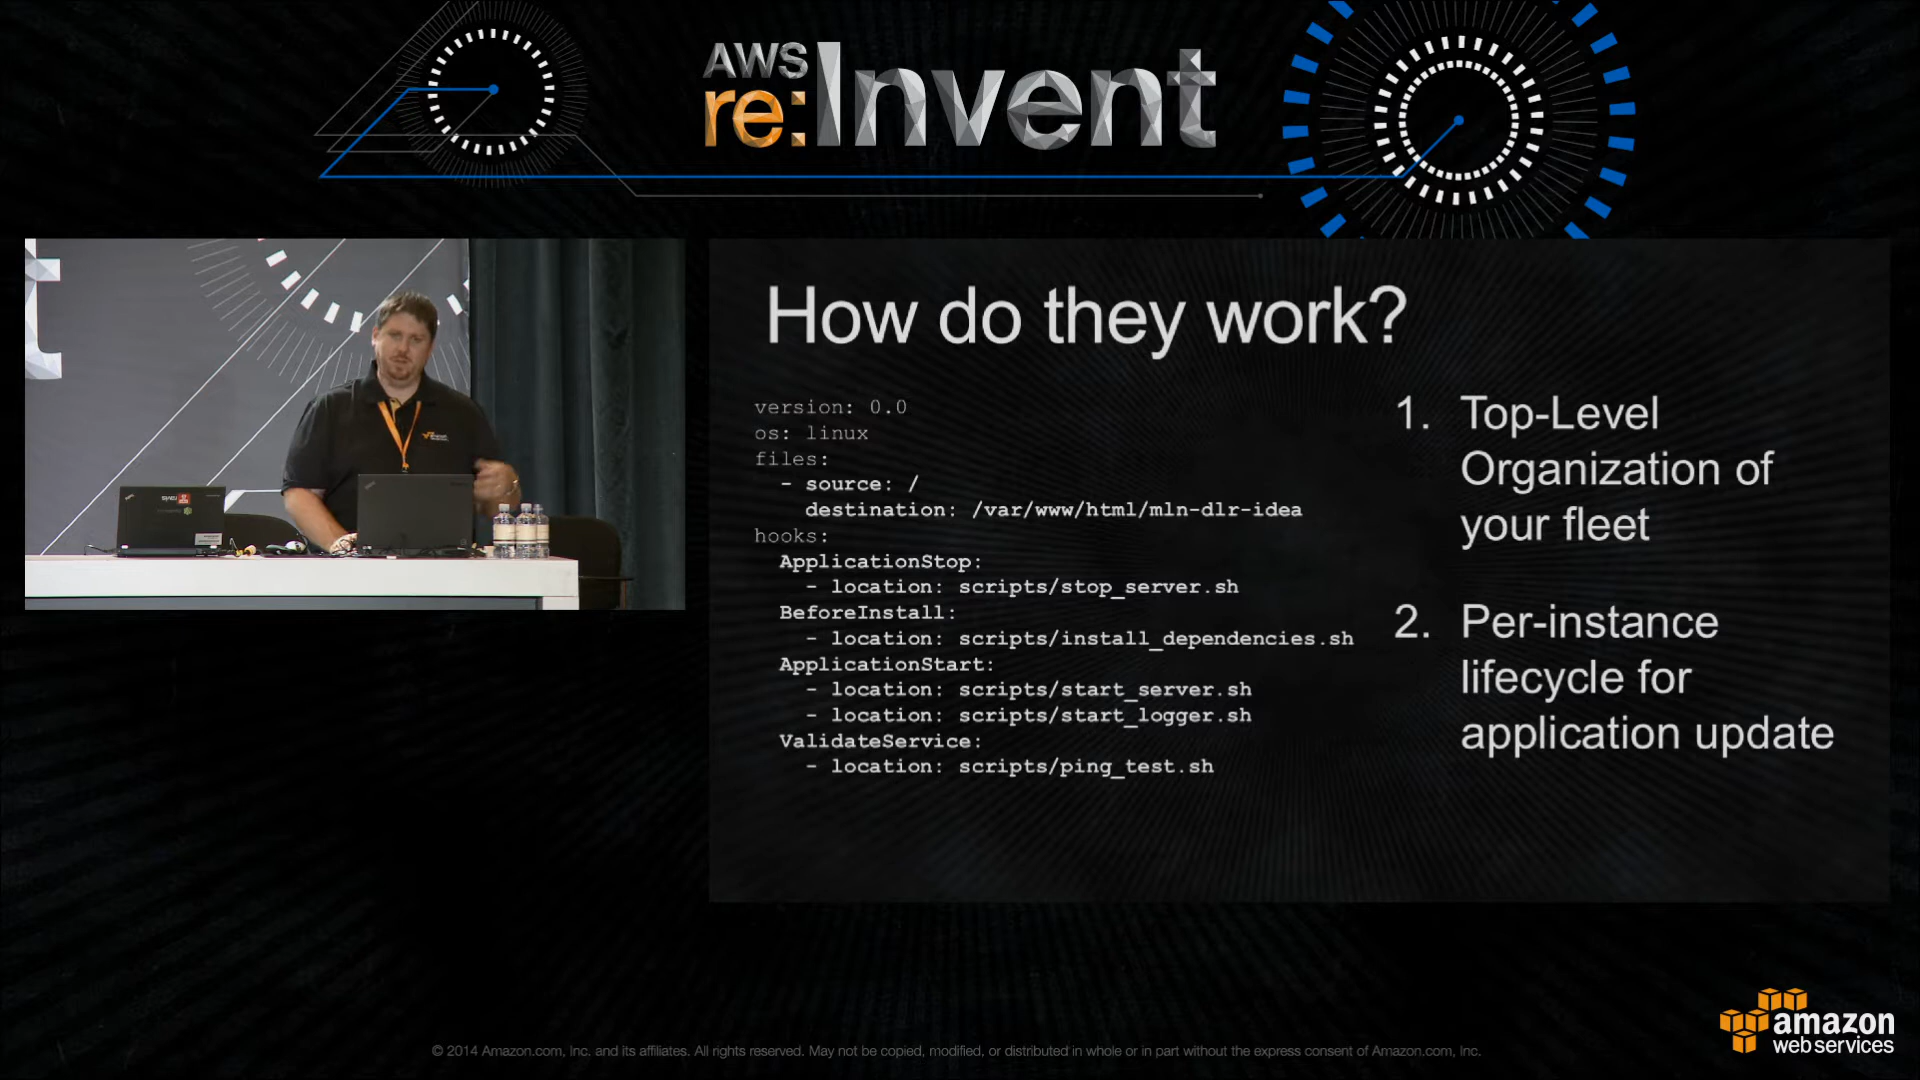 AWS
re:Invent
How do they work?
version: 0.0
os: linux
files:
  - source: /
    destination: /var/www/html/mln-dlr-idea
hooks:
  ApplicationStop:
    - location: scripts/stop_server.sh
  BeforeInstall:
    - location: scripts/install_dependencies.sh
  ApplicationStart:
    - location: scripts/start_server.sh
    - location: scripts/start_logger.sh
  ValidateService:
    - location: scripts/ping_test.sh
1. Top-Level
Organization of
your fleet
2. Per-instance
lifecycle for
application update
© 2014 Amazon.com, Inc. and its affiliates. All rights reserved. May not be copied, modified, or distributed in whole or in part without the express consent of Amazon.com, Inc.
amazon
web services